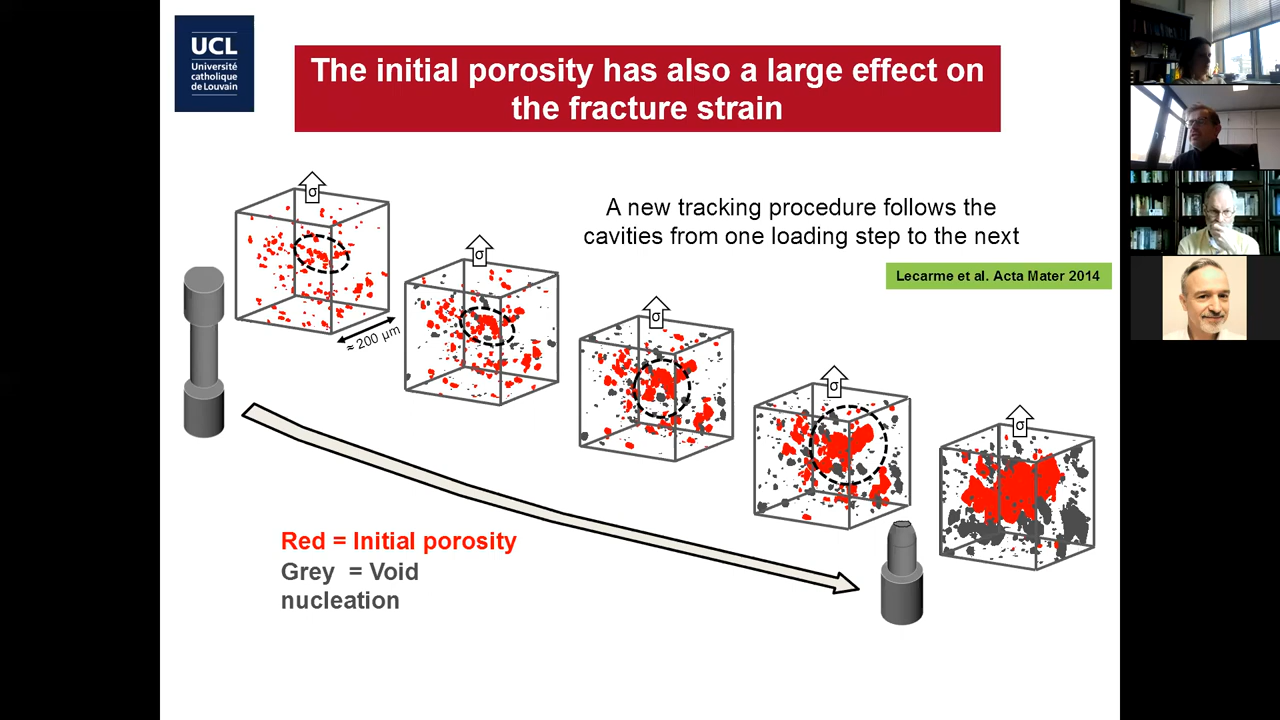 UCL
Université
catholique
de Louvain
The initial porosity has also a large effect on
the fracture strain
A new tracking procedure follows the
cavities from one loading step to the next
Lecarme et al. Acta Mater 2014
σ
σ
σ
σ
σ
≈ 200 µm
Red = Initial porosity
Grey = Void
nucleation